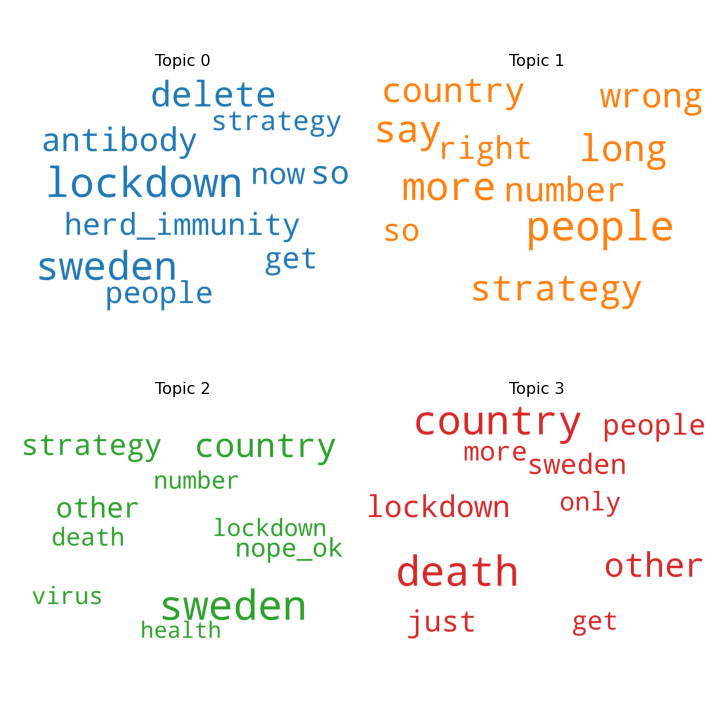 Topic 0
delete
strategy
antibody
lockdown now so
herd_immunity
sweden get
people
Topic 1
country wrong
say right long
more number
so people
strategy
Topic 2
strategy country
number
other
death lockdown
nope_ok
virus sweden
health
Topic 3
country people
more sweden
lockdown only
death other
just get